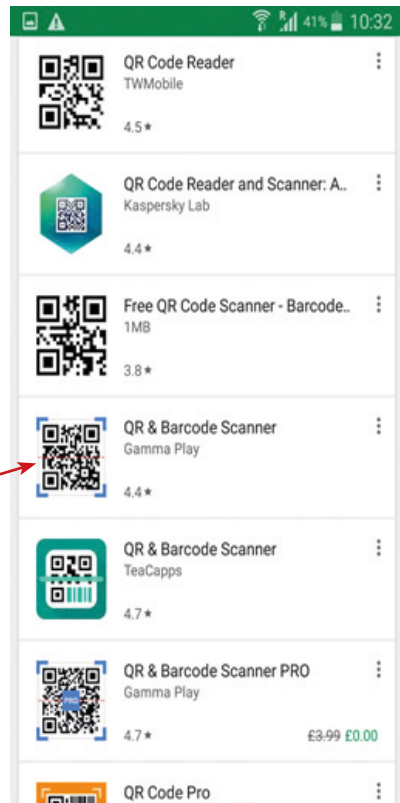 41% 10:32
QR Code Reader
TWMobile
4.5★
QR Code Reader and Scanner: A..
Kaspersky Lab
4.4★
Free QR Code Scanner - Barcode..
1MB
3.8★
QR & Barcode Scanner
Gamma Play
4.4★
QR & Barcode Scanner
TeaCapps
4.7★
QR & Barcode Scanner PRO
Gamma Play
PRO
4.7★ £3.99 £0.00
QR Code Pro